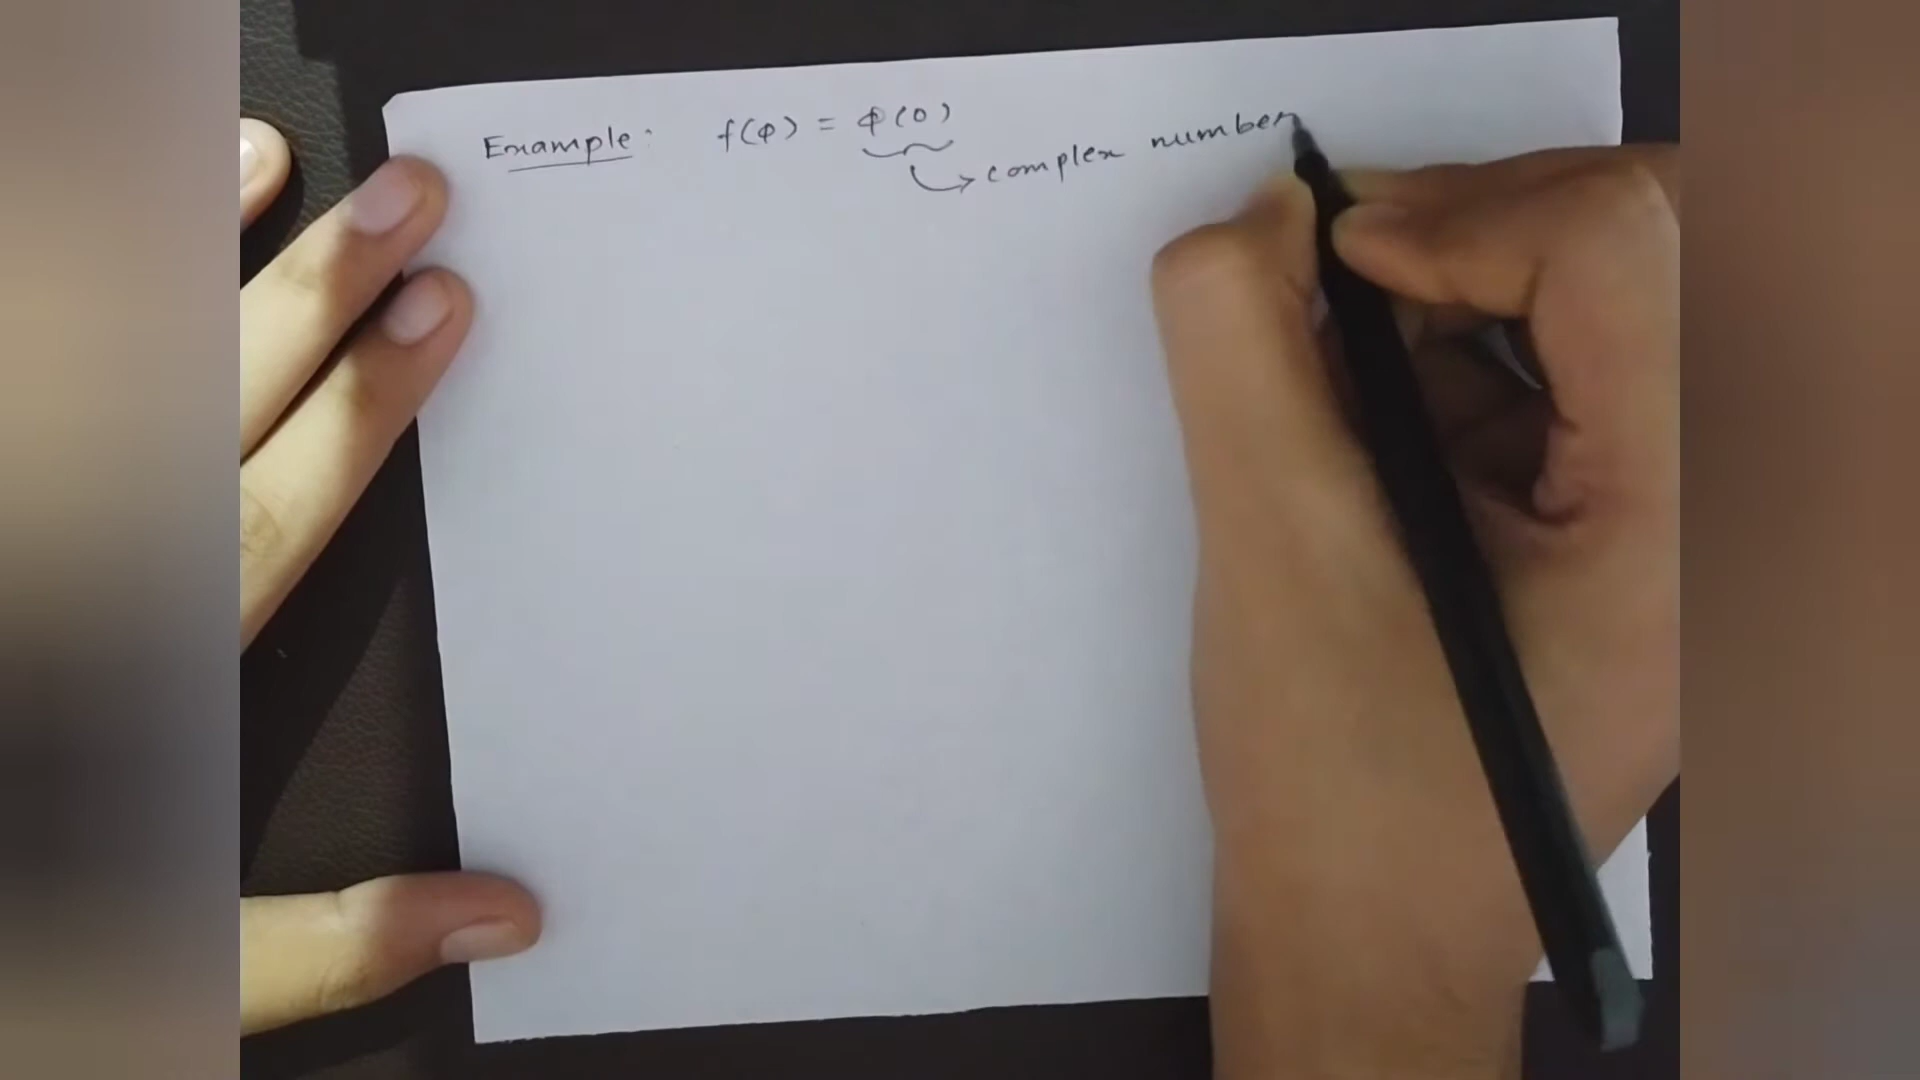 Example: f(φ) = φ(0)
complex number